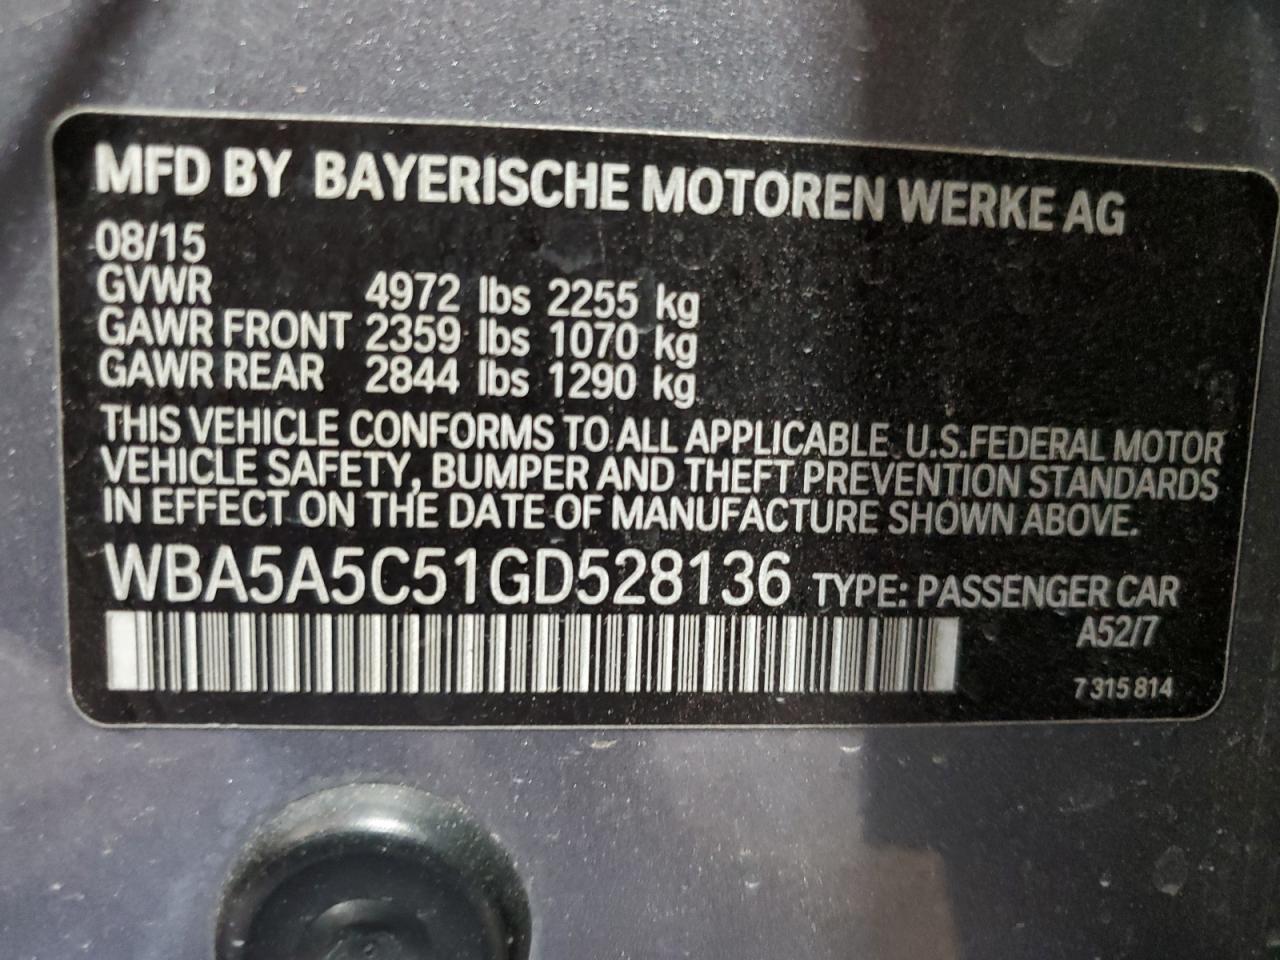 MFD BY BAYERISCHE MOTOREN WERKE AG
08/15
GVWR 4972 lbs 2255 kg
GAWR FRONT 2359 lbs 1070 kg
GAWR REAR 2844 lbs 1290 kg
THIS VEHICLE CONFORMS TO ALL APPLICABLE U.S.FEDERAL MOTOR
VEHICLE SAFETY, BUMPER AND THEFT PREVENTION STANDARDS
IN EFFECT ON THE DATE OF MANUFACTURE SHOWN ABOVE.
WBA5A5C51GD528136 TYPE: PASSENGER CAR
A52/7
7 315 814